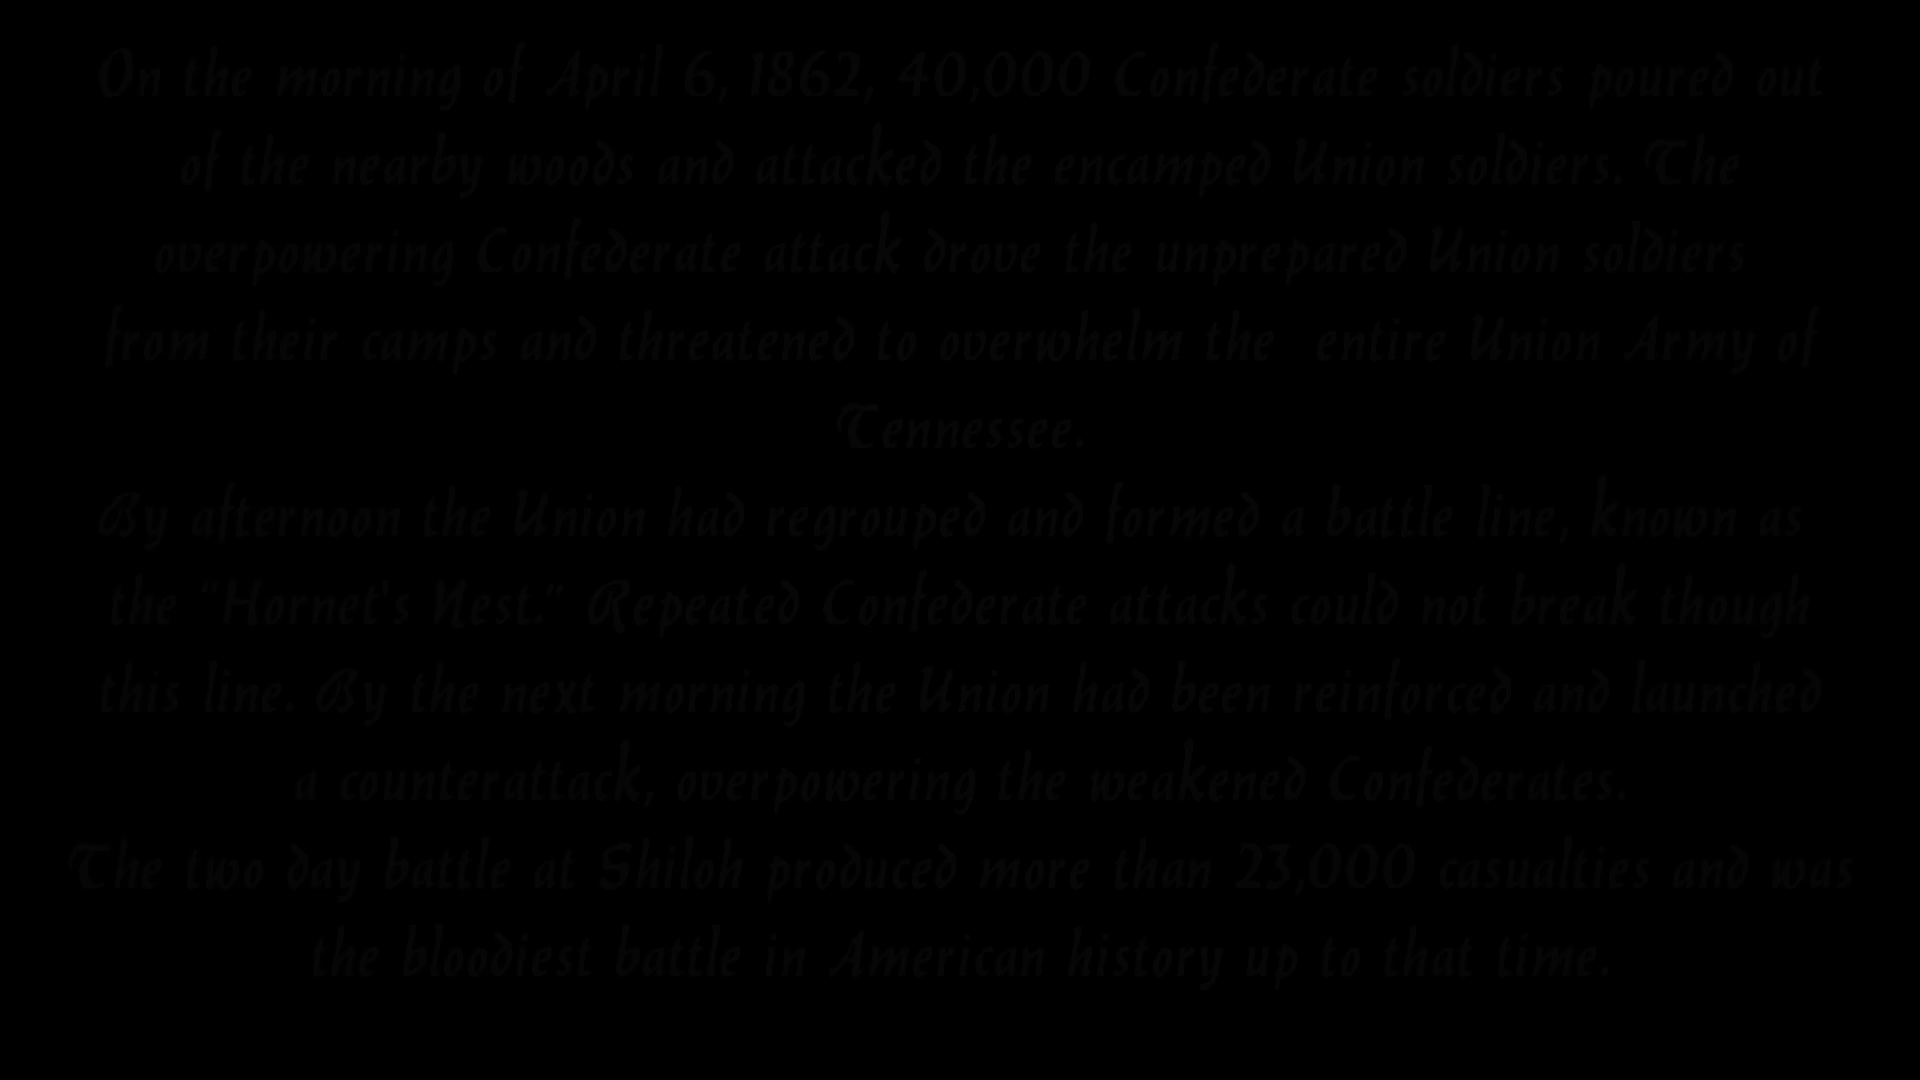 On the morning of April 6, 1862, 40,000 Confederate soldiers poured out
of the nearby woods and attacked the encamped Union soldiers. The
overpowering Confederate attack drove the unprepared Union soldiers
from their camps and threatened to overwhelm the entire Union Army of
Tennessee.
By afternoon the Union had regrouped and formed a battle line, known as
the “Hornet's Nest.” Repeated Confederate attacks could not break though
this line. By the next morning the Union had been reinforced and launched
a counterattack, overpowering the weakened Confederates.
The two day battle at Shiloh produced more than 23,000 casualties and was
the bloodiest battle in American history up to that time.